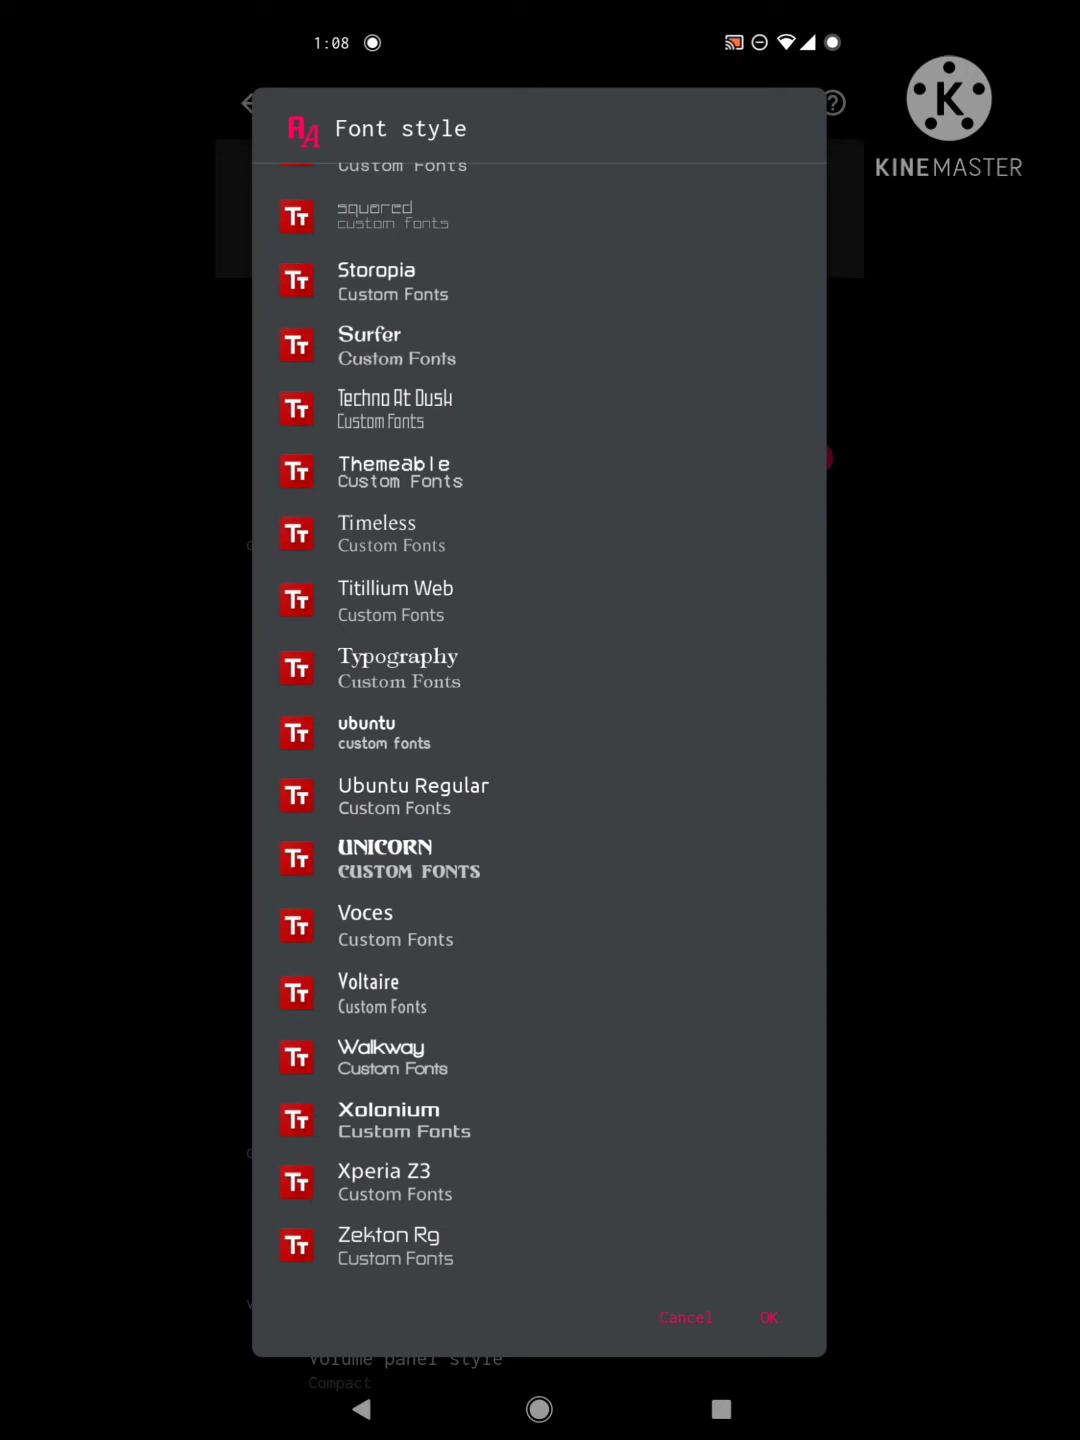 1:08
K
KINEMASTER
AA Font style
Custom Fonts
squared
custom fonts
Storopia
Custom Fonts
Surfer
Custom Fonts
Techno At Dusk
Custom Fonts
Themeable
Custom Fonts
Timeless
Custom Fonts
Titillium Web
Custom Fonts
Typography
Custom Fonts
ubuntu
custom fonts
Ubuntu Regular
Custom Fonts
UNICORN
CUSTOM FONTS
Voces
Custom Fonts
Voltaire
Custom Fonts
Walkway
Custom Fonts
Xolonium
Custom Fonts
Xperia Z3
Custom Fonts
Zekton Rg
Custom Fonts
Cancel OK
Volume panel style
Compact